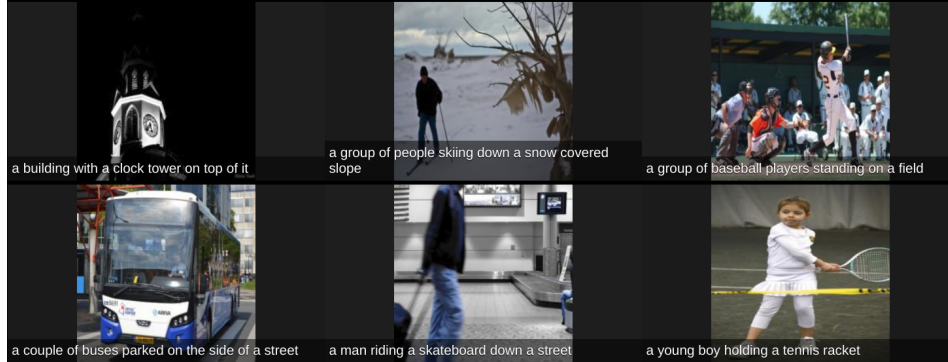 a building with a clock tower on top of it
a group of people skiing down a snow covered
slope
a group of baseball players standing on a field
a couple of buses parked on the side of a street
ARRIVA
a man riding a skateboard down a street
a young boy holding a tennis racket